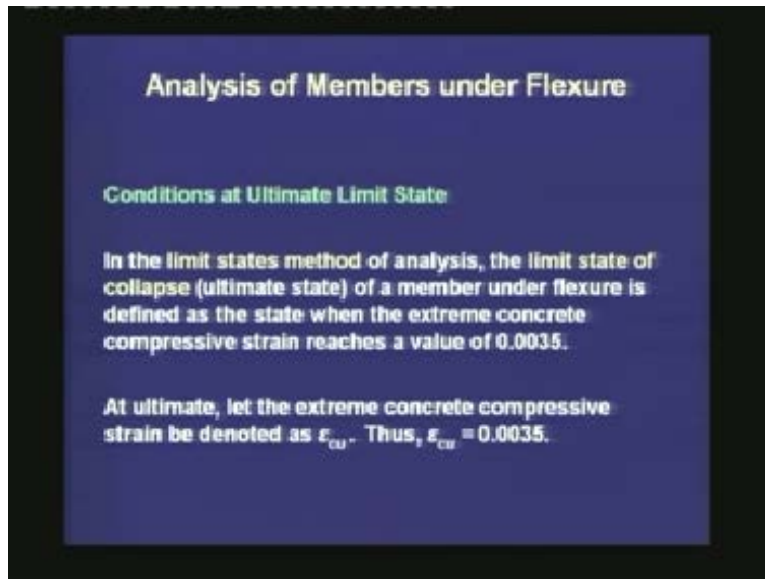 Analysis of Members under Flexure
Conditions at Ultimate Limit State
In the limit states method of analysis, the limit state of
collapse (ultimate state) of a member under flexure is
defined as the state when the extreme concrete
compressive strain reaches a value of 0.0035.
At ultimate, let the extreme concrete compressive
strain be denoted as εcu. Thus, εcu = 0.0035.